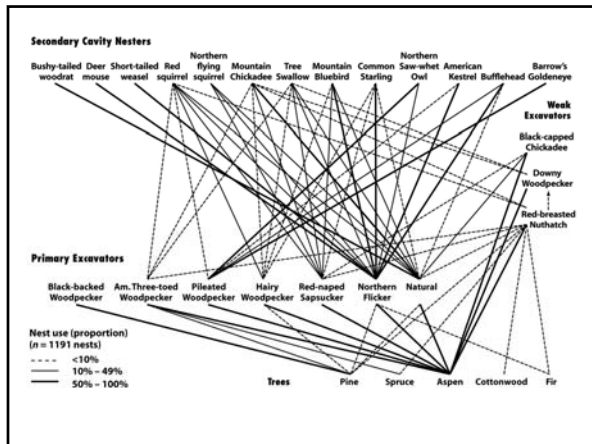 Secondary Cavity Nesters
Bushy-tailed woodrat
Deer mouse
Short-tailed weasel
Red squirrel
Northern flying squirrel
Mountain Chickadee
Tree Swallow
Mountain Bluebird
Common Starling
Northern Saw-whet Owl
American Kestrel
Bufflehead
Barrow's Goldeneye
Weak Excavators
Black-capped Chickadee
Downy Woodpecker
Red-breasted Nuthatch
Primary Excavators
Black-backed Woodpecker
Am. Three-toed Woodpecker
Pileated Woodpecker
Hairy Woodpecker
Red-naped Sapsucker
Northern Flicker
Natural
Nest use (proportion)
(n = 1191 nests)
<10%
10% – 49%
50% – 100%
Trees
Pine
Spruce
Aspen
Cottonwood
Fir